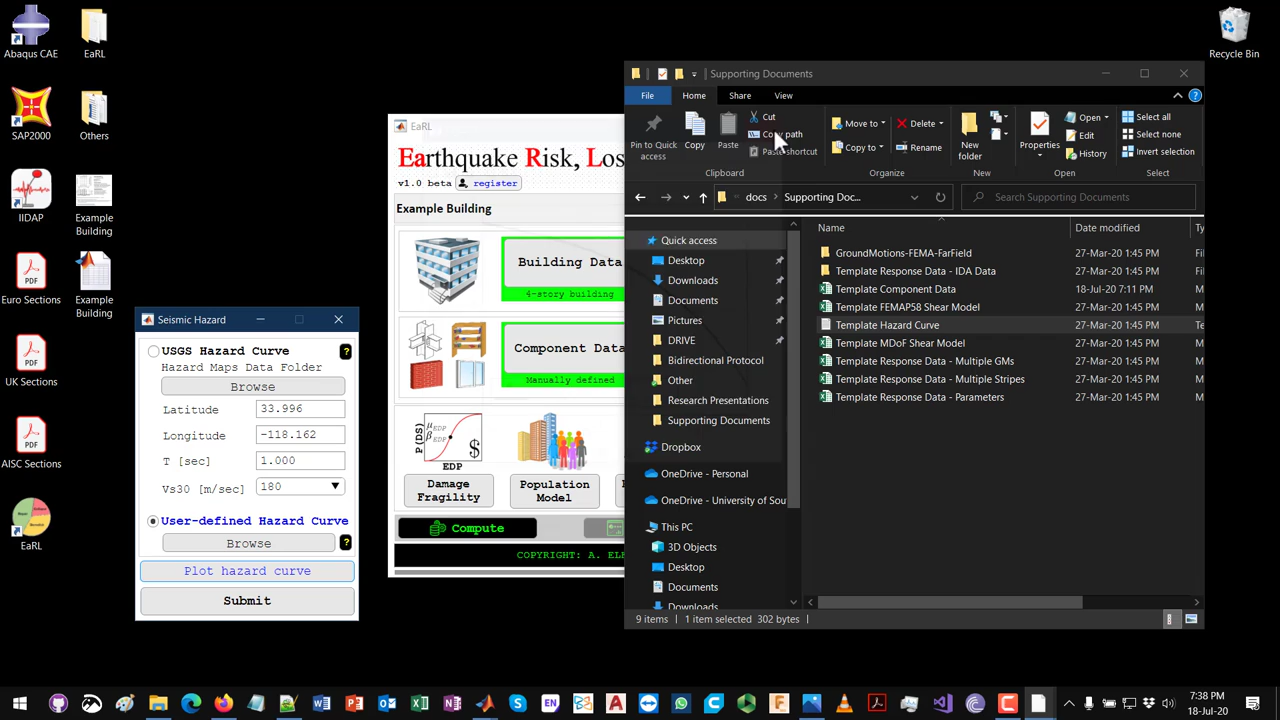 Abaqus CAE
EaRL
SAP2000
Others
IIDAP
Example
Building
Euro Sections
Example
Building
UK Sections
AISC Sections
EaRL
Recycle Bin
Seismic Hazard
USGS Hazard Curve
?
Hazard Maps Data Folder
Browse
Latitude
33.996
Longitude
-118.162
T [sec]
1.000
Vs30 [m/sec]
180
User-defined Hazard Curve
Browse
?
Plot hazard curve
Submit
EaRL
Earthquake Risk, Los
v1.0 beta
register
Example Building
Building Data
4-story building
Component Data
Manually defined
P(DS)
μEDP
βEDP
$
EDP
Damage
Fragility
Population
Model
Compute
COPYRIGHT: A. EL
Supporting Documents
File
Home
Share
View
?
Pin to Quick
access
Copy
Paste
Cut
Paste shortcut
Clipboard
Move to
Copy to
Delete
Rename
Organize
New
folder
New
Properties
Open
Edit
History
Open
Select all
Select none
Invert selection
Select
docs
Supporting Doc...
Search Supporting Documents
Quick access
Desktop
Downloads
Documents
Pictures
DRIVE
Bidirectional Protocol
Other
Research Presentations
Supporting Documents
Dropbox
OneDrive - Personal
OneDrive - University of Sou
This PC
3D Objects
Desktop
Documents
Downloads
Name
Date modified
Ty
GroundMotions-FEMA-FarField
27-Mar-20 1:45 PM
Fil
Template Response Data - IDA Data
27-Mar-20 1:45 PM
Fil
Template Component Data
18-Jul-20 7:11 PM
M
Template FEMAP58 Shear Model
27-Mar-20 1:45 PM
M
Template Hazard Curve
27-Mar-20 1:45 PM
Te
Template MDoF Shear Model
27-Mar-20 1:45 PM
M
Template Response Data - Multiple GMs
27-Mar-20 1:45 PM
M
Template Response Data - Multiple Stripes
27-Mar-20 1:45 PM
M
Template Response Data - Parameters
27-Mar-20 1:45 PM
M
9 items
1 item selected 302 bytes
EN
7:38 PM
18-Jul-20